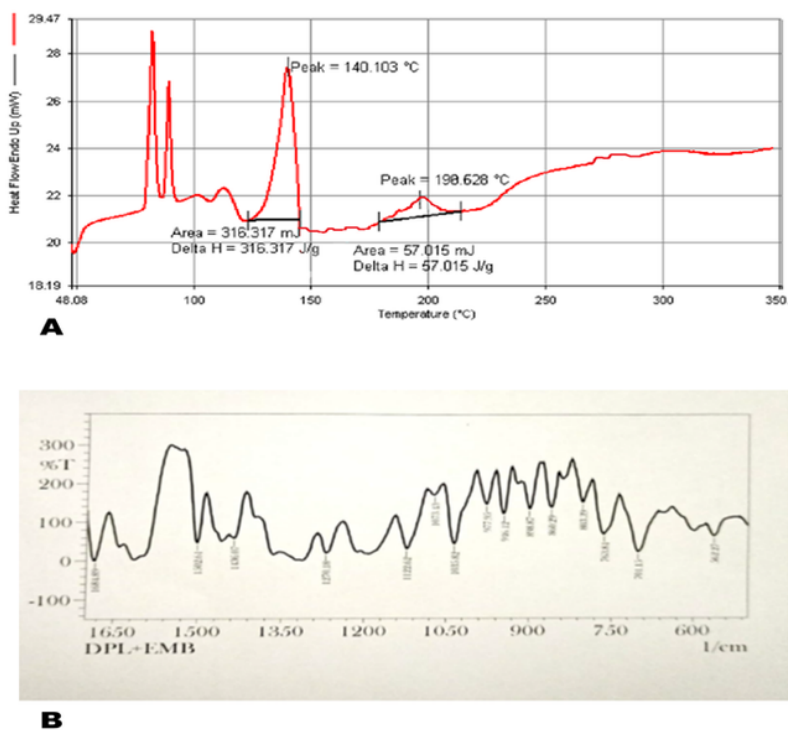 29.47
28
26
24
22
20
18.19
Heat Flow Endo Up (mW)
Peak = 140.103 °C
Peak = 198.628 °C
Area = 316.317 mJ
Delta H = 316.317 J/g
Area = 57.015 mJ
Delta H = 57.015 J/g
48.08 100 150 200 250 300 350
Temperature (°C)
A
300
%T
200
100
0
-100
1650 1500 1350 1200 1050 900 750 600
DPL+EMB 1/cm
B